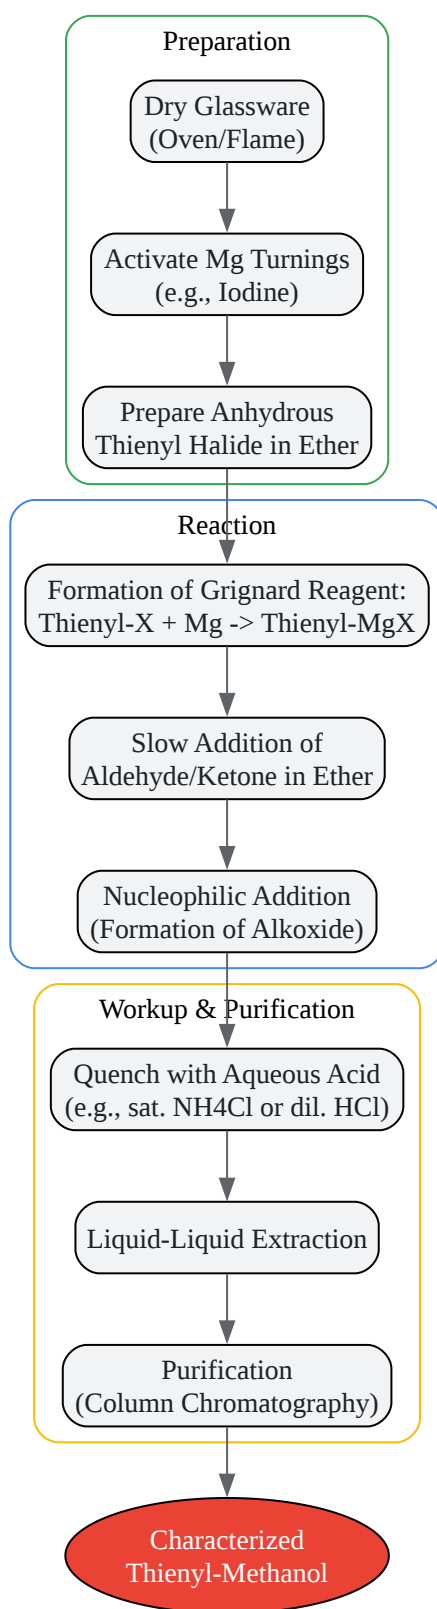 Preparation
Dry Glassware
(Oven/Flame)
Activate Mg Turnings
(e.g., Iodine)
Prepare Anhydrous
Thienyl Halide in Ether
Reaction
Formation of Grignard Reagent:
Thienyl-X + Mg -> Thienyl-MgX
Slow Addition of
Aldehyde/Ketone in Ether
Nucleophilic Addition
(Formation of Alkoxide)
Workup & Purification
Quench with Aqueous Acid
(e.g., sat. NH4Cl or dil. HCl)
Liquid-Liquid Extraction
Purification
(Column Chromatography)
Characterized
Thienyl-Methanol